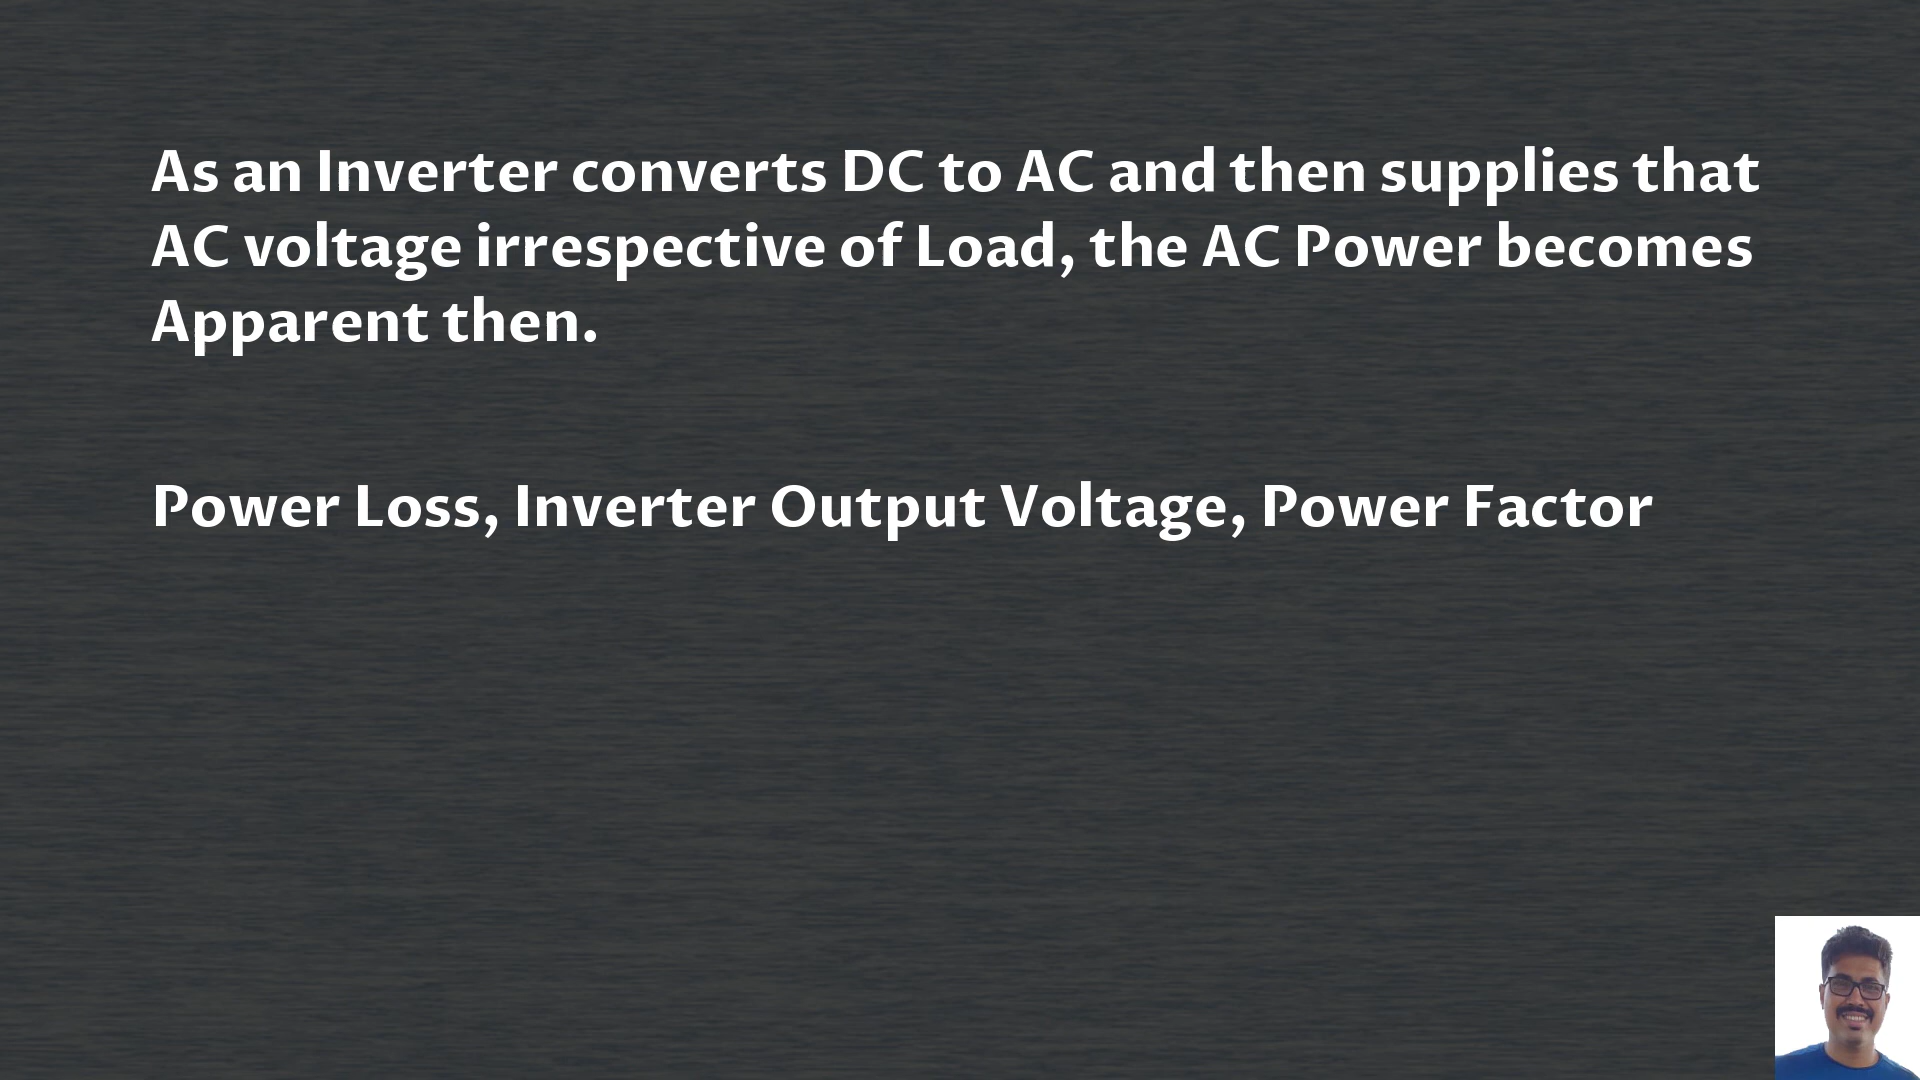 As an Inverter converts DC to AC and then supplies that
AC voltage irrespective of Load, the AC Power becomes
Apparent then.
Power Loss, Inverter Output Voltage, Power Factor